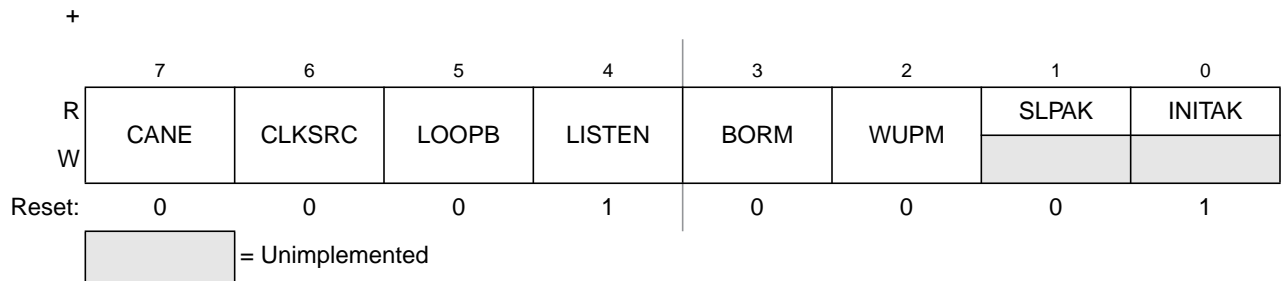 +
7 6 5 4 3 2 1 0
R
W
CANE CLKSRC LOOPB LISTEN BORM WUPM SLPAK INITAK
Reset: 0 0 0 1 0 0 0 1
= Unimplemented